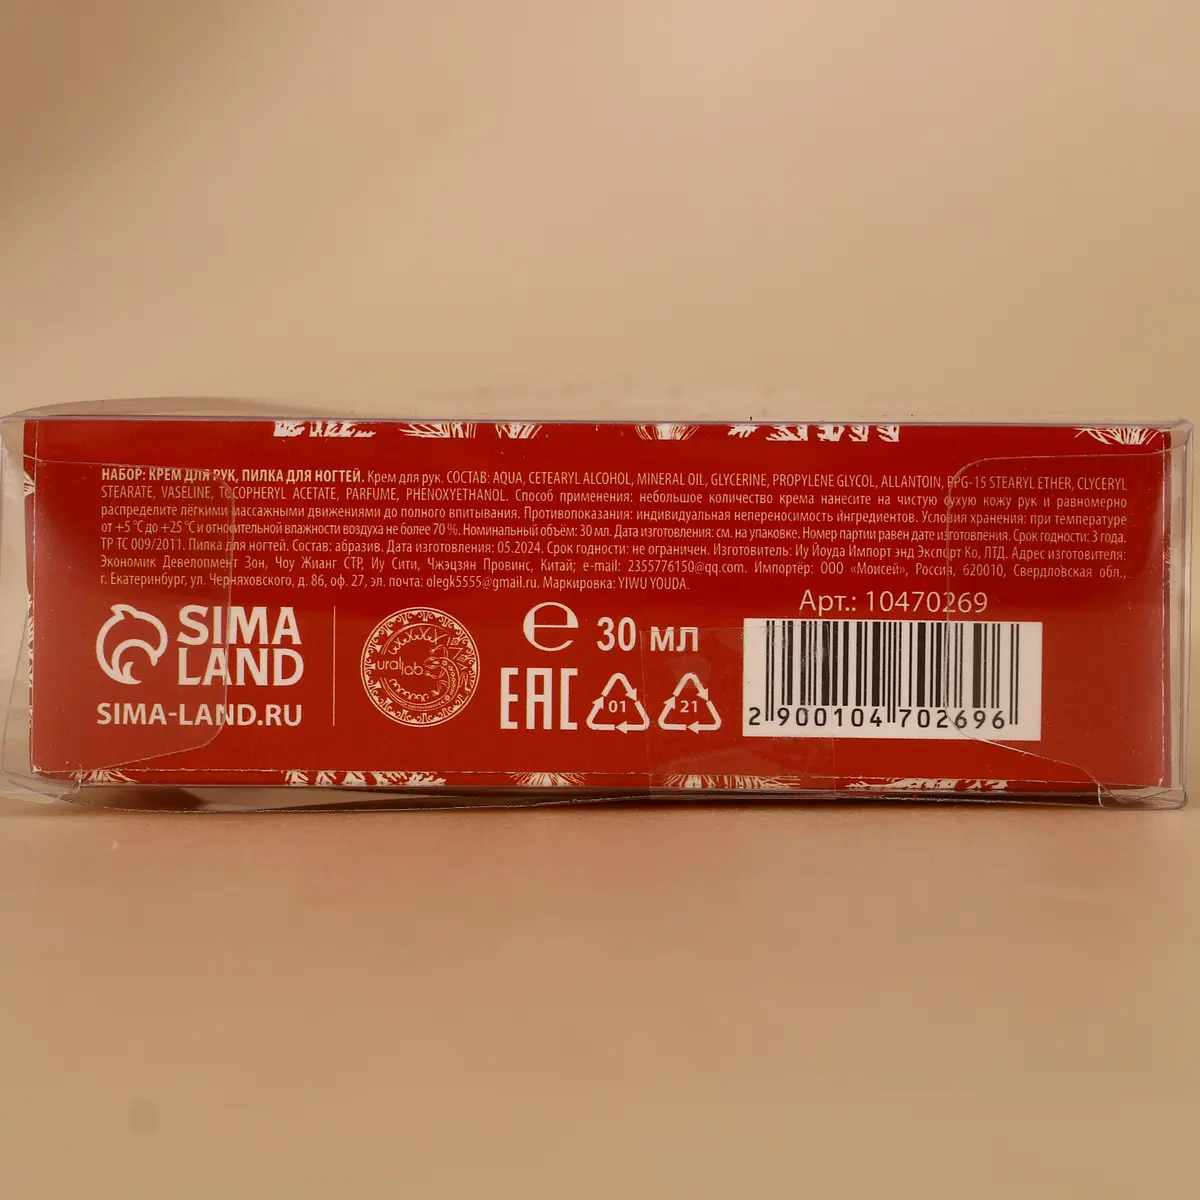 НАБОР: КРЕМ ДЛЯ РУК, ПИЛКА ДЛЯ НОГТЕЙ. Крем для рук. СОСТАВ: AQUA, CETEARYL ALCOHOL, MINERAL OIL, GLYCERINE, PROPYLENE GLYCOL, ALLANTOIN, PPG-15 STEARYL ETHER, CLYCERYL
STEARATE, VASELINE, TOCOPHERYL ACETATE, PARFUME, PHENOXYETHANOL. Способ применения: небольшое количество крема нанесите на чистую сухую кожу рук и равномерно
распределите лёгкими массажными движениями до полного впитывания. Противопоказания: индивидуальная непереносимость ингредиентов. Условия хранения: при температуре
от +5 °С до +25 °С и относительной влажности воздуха не более 70 %. Номинальный объём: 30 мл. Дата изготовления: см. на упаковке. Номер партии равен дате изготовления. Срок годности: 3 года.
ТР ТС 009/2011. Пилка для ногтей. Состав: абразив. Дата изготовления: 05.2024. Срок годности: не ограничен. Изготовитель: Иу Йоуда Импорт энд Экспорт Ко, ЛТД. Адрес изготовителя:
Экономик Девелопмент Зон, Чоу Жианг СТР, Иу Сити, Чжэцзян Провинс, Китай; e-mail: 2355776150@qq.com. Импортёр: ООО «Моисей», Россия, 620010, Свердловская обл.,
г. Екатеринбург, ул. Черняховского, д. 86, оф. 27, эл. почта: olegk5555@gmail.ru. Маркировка: YIWU YOUDA.
SIMA
LAND
SIMA-LAND.RU
urallab
e 30 мл
EAC 01 21
Арт.: 10470269
2 900104 702696